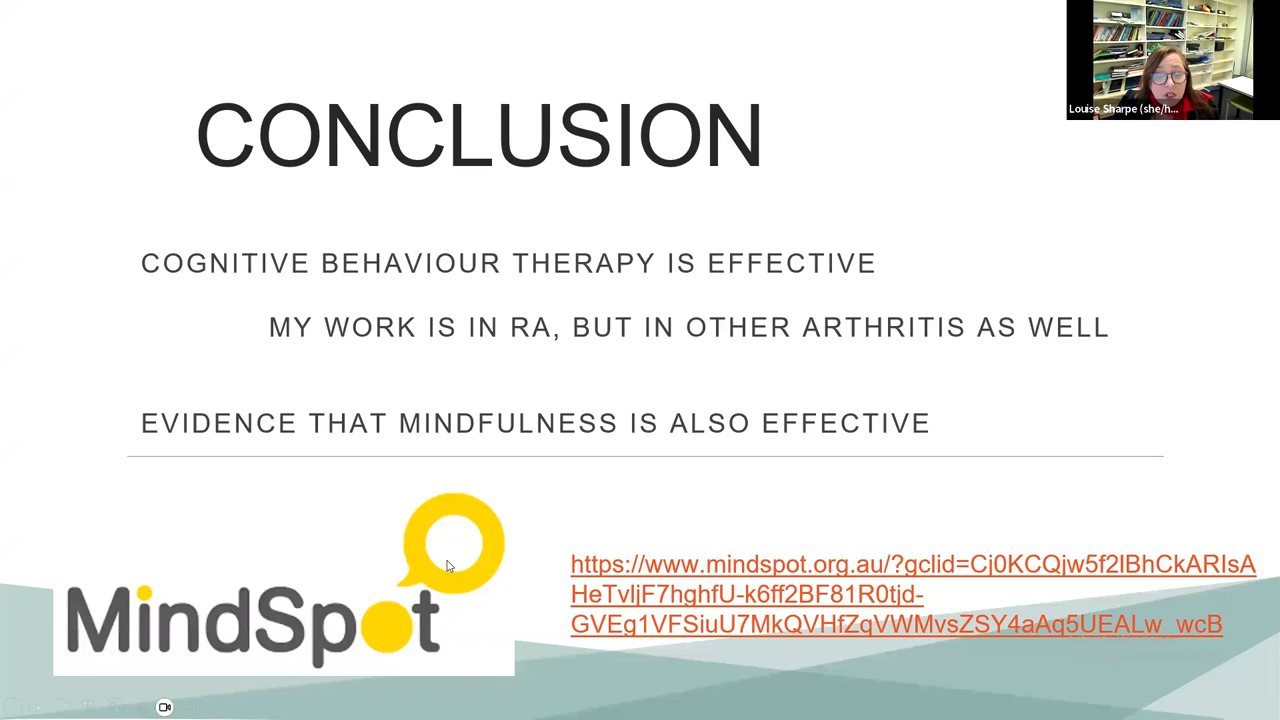 CONCLUSION
Louise Sharpe (she/h...
COGNITIVE BEHAVIOUR THERAPY IS EFFECTIVE
MY WORK IS IN RA, BUT IN OTHER ARTHRITIS AS WELL
EVIDENCE THAT MINDFULNESS IS ALSO EFFECTIVE
MindSpot
https://www.mindspot.org.au/?gclid=Cj0KCQjw5f2lBhCkARIsA
HeTvljF7hghfU-k6ff2BF81R0tjd-
GVEg1VFSiuU7MkQVHfZqVWMvsZSY4aAq5UEALw_wcB